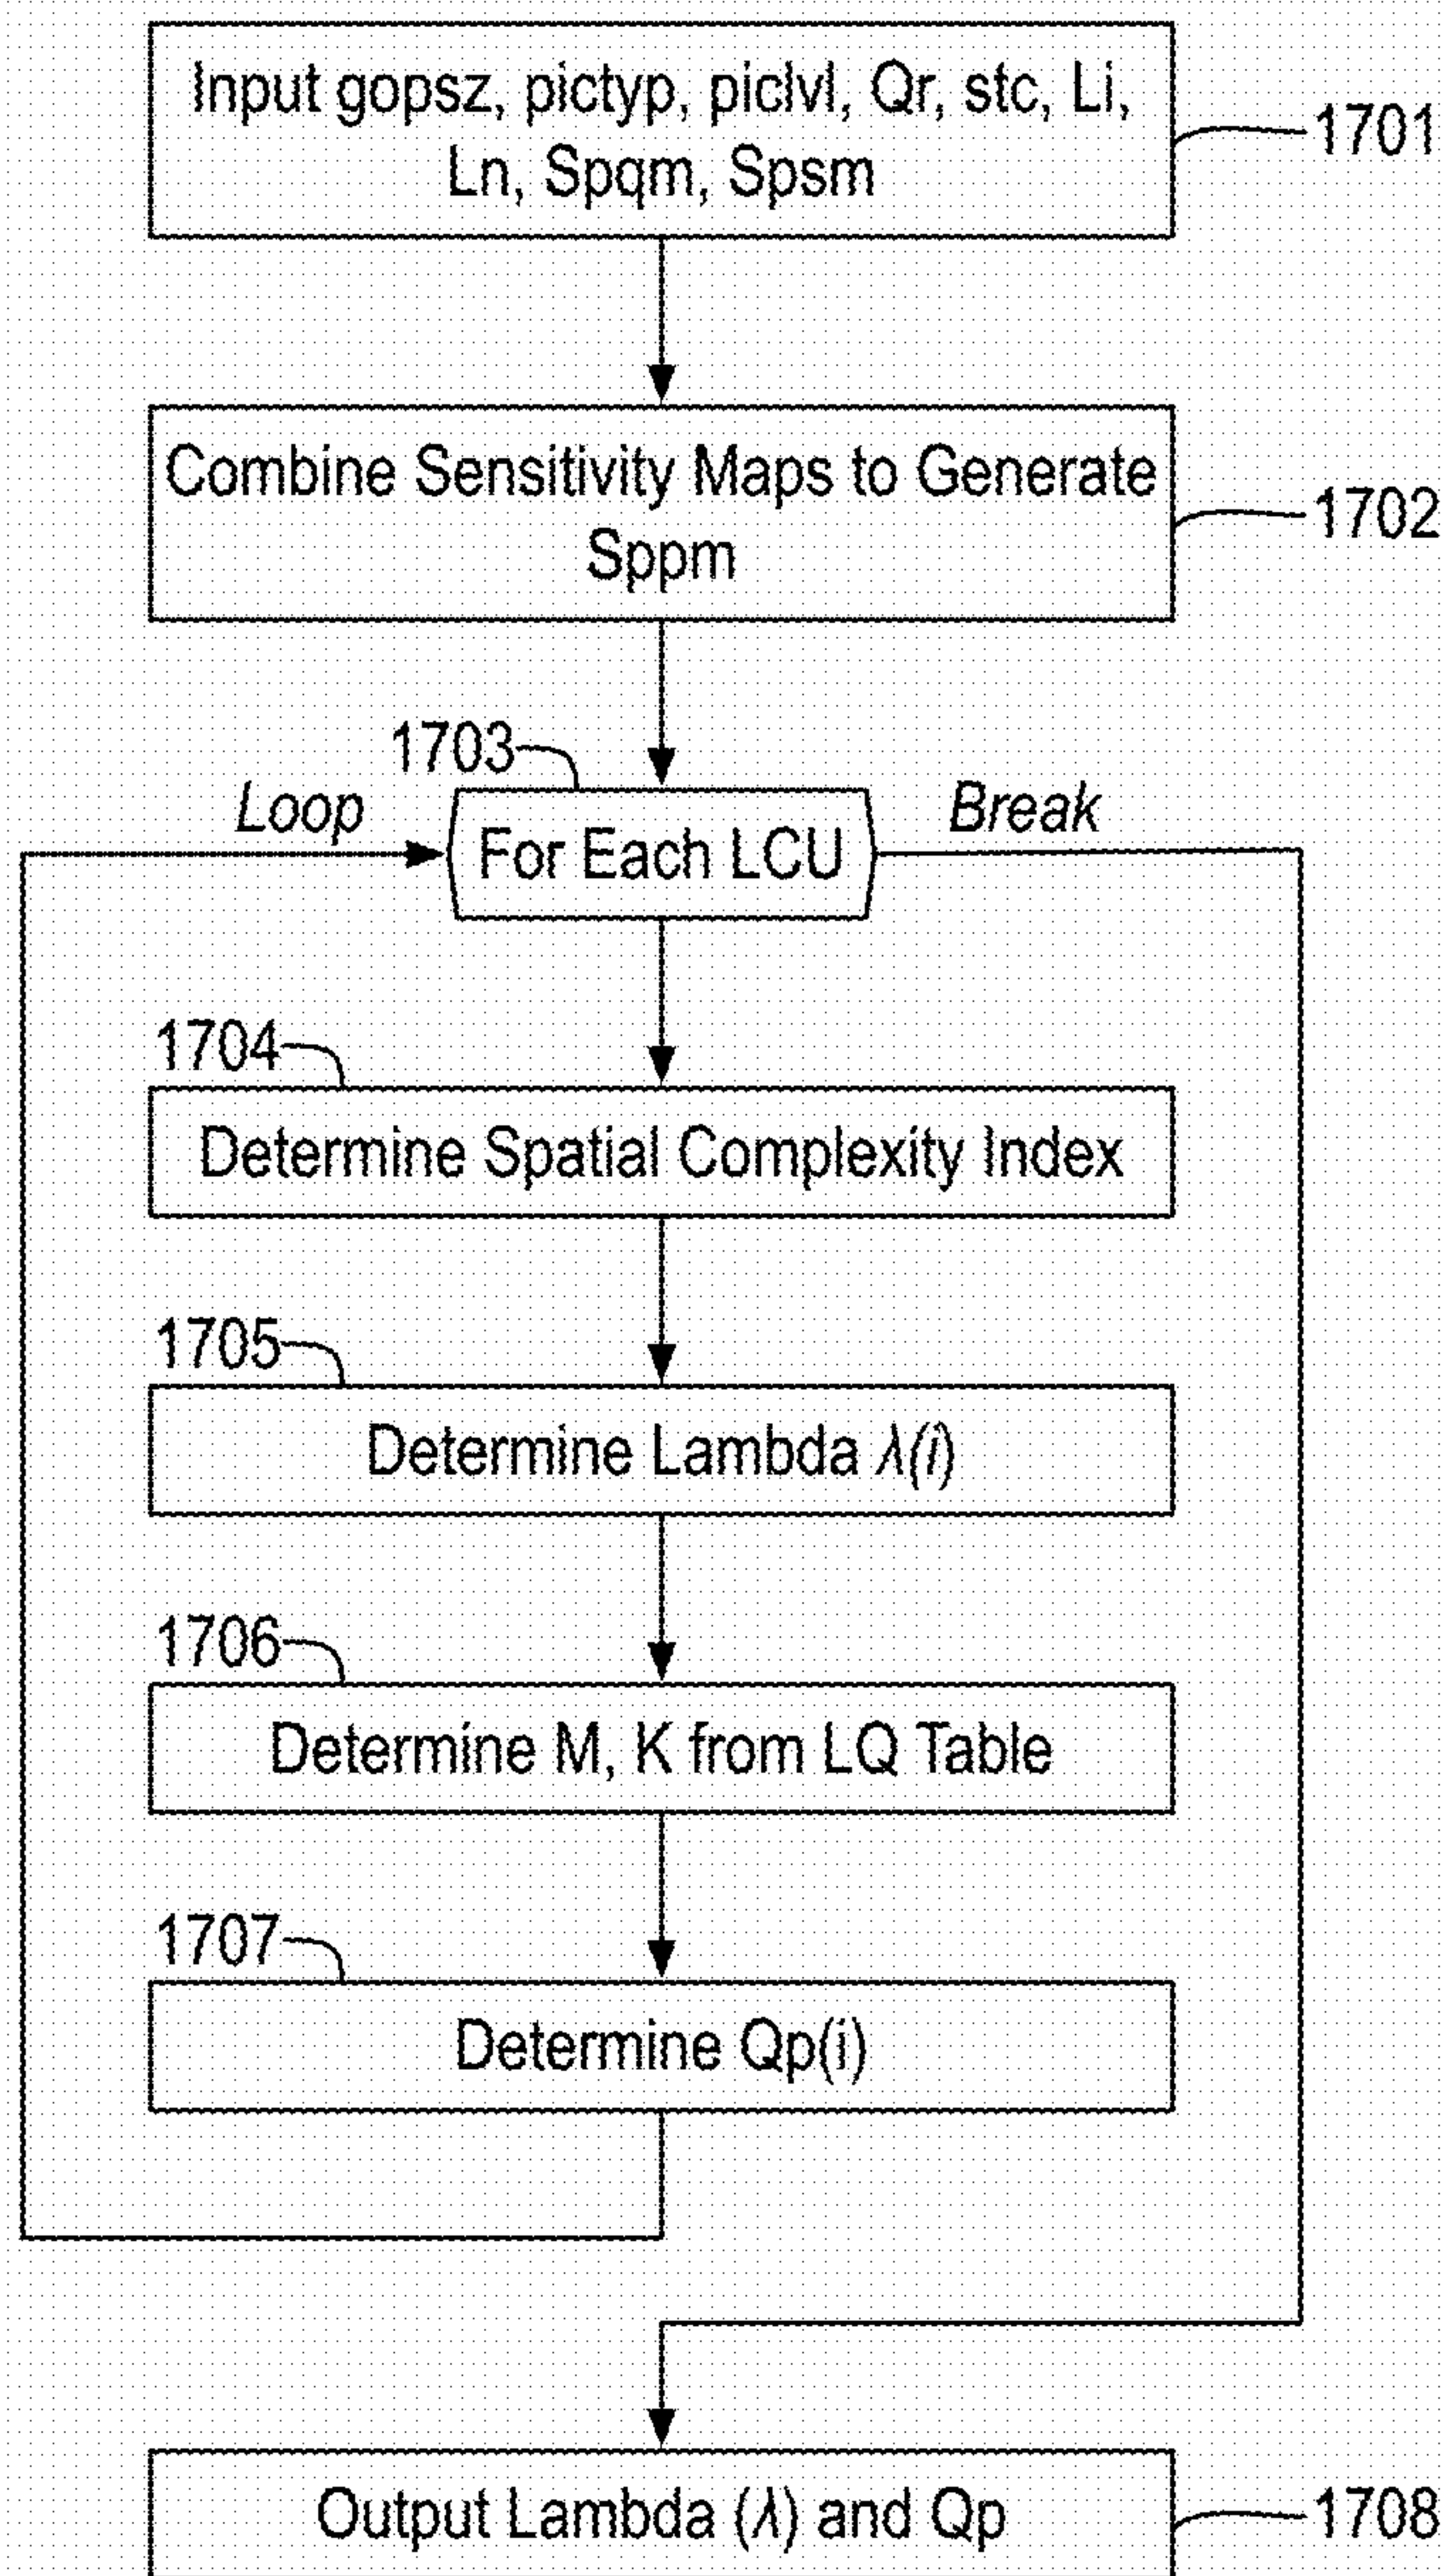 Input gopsz, pictyp, piclvl, Qr, stc, Li,
Ln, Spqm, Spsm
1701
Combine Sensitivity Maps to Generate
Sppm
1702
1703
Loop
For Each LCU
Break
1704
Determine Spatial Complexity Index
1705
Determine Lambda λ(i)
1706
Determine M, K from LQ Table
1707
Determine Qp(i)
Output Lambda (λ) and Qp
1708